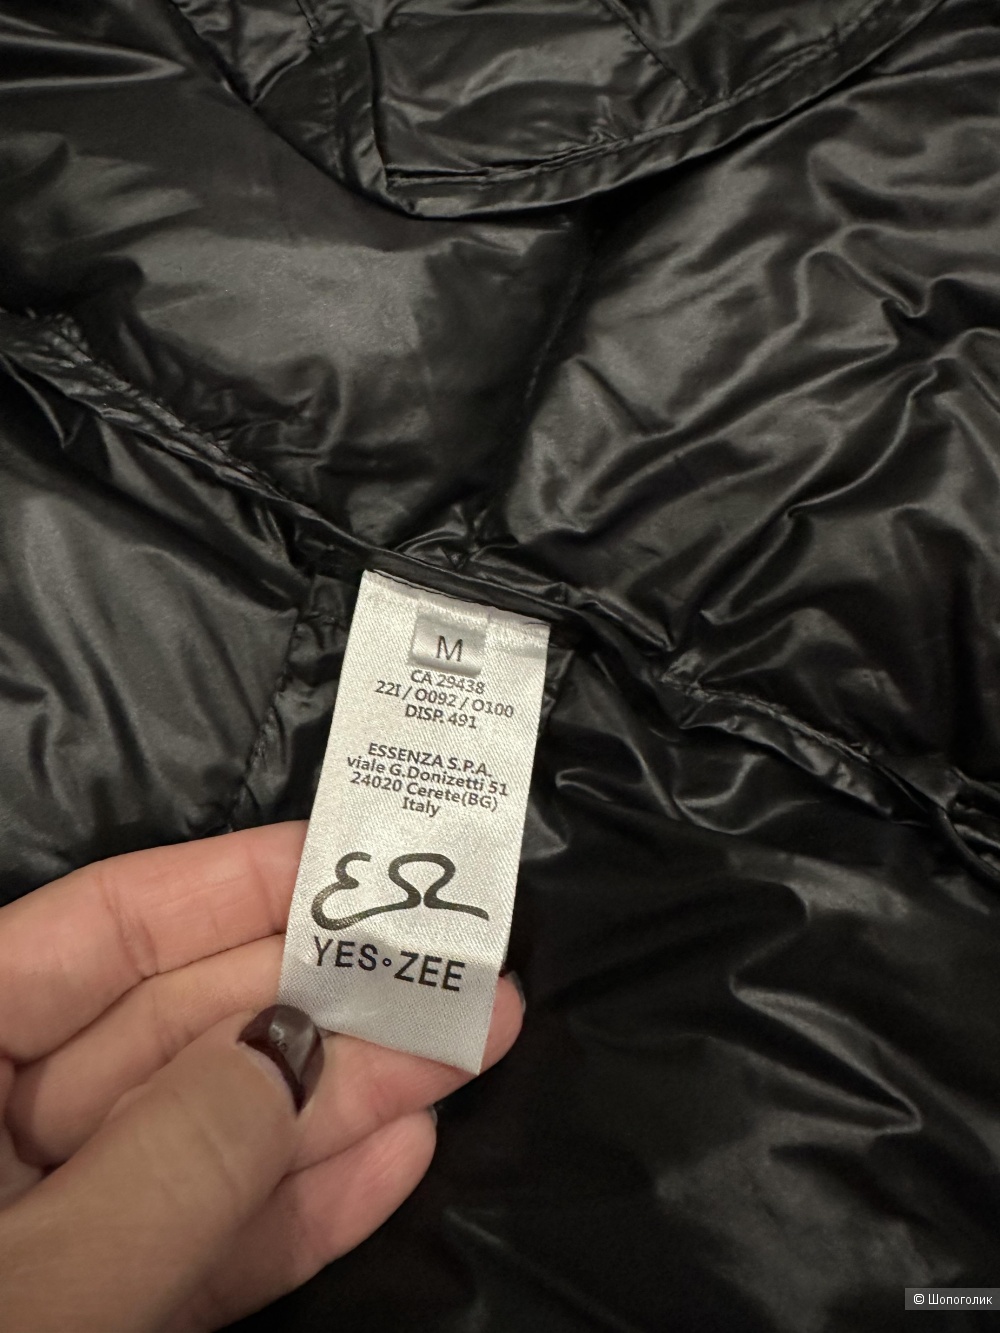 M
CA 29438
22I / O092 / O100
DISP. 491
ESSENZA S.P.A.
viale G.Donizetti 51
24020 Cerete(BG)
Italy
YES ZEE
© Шопоголик